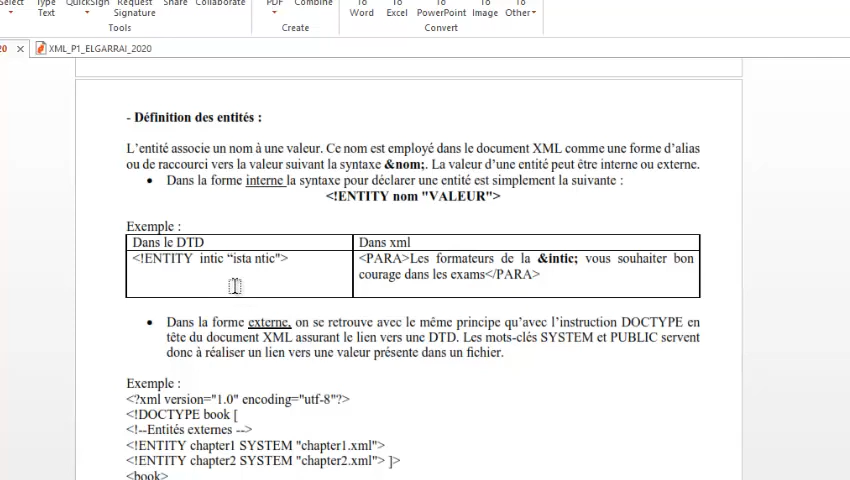 Select
Type
Text
QuickSign
Request
Signature
Share
Collaborate
Tools
PDF
Combine
Create
To
Word
To
Excel
To
PowerPoint
To
Image
To
Other
Convert
20
XML_P1_ELGARRAI_2020
- Définition des entités :
L'entité associe un nom à une valeur. Ce nom est employé dans le document XML comme une forme d'alias
ou de raccourci vers la valeur suivant la syntaxe &nom;. La valeur d'une entité peut être interne ou externe.
• Dans la forme interne la syntaxe pour déclarer une entité est simplement la suivante :
<!ENTITY nom "VALEUR">
Exemple :
Dans le DTD
Dans xml
<!ENTITY intic “ista ntic">
<PARA>Les formateurs de la &intic; vous souhaiter bon
courage dans les exams</PARA>
• Dans la forme externe, on se retrouve avec le même principe qu'avec l'instruction DOCTYPE en
tête du document XML assurant le lien vers une DTD. Les mots-clés SYSTEM et PUBLIC servent
donc à réaliser un lien vers une valeur présente dans un fichier.
Exemple :
<?xml version="1.0" encoding="utf-8"?>
<!DOCTYPE book [
<!--Entités externes -->
<!ENTITY chapter1 SYSTEM "chapter1.xml">
<!ENTITY chapter2 SYSTEM "chapter2.xml"> ]>
<book>